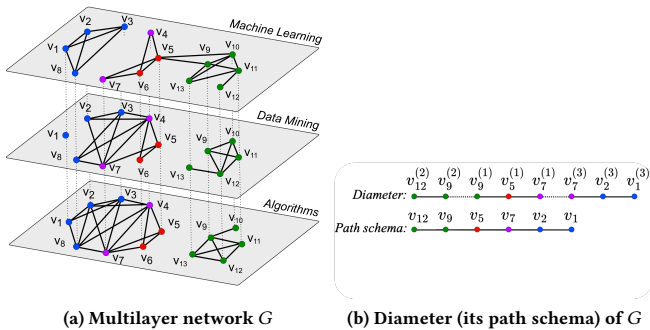 Machine Learning
v₁ v₂ v₃ v₄ v₅ v₆ v₇ v₈ v₉ v₁₀ v₁₁ v₁₂ v₁₃
Data Mining
v₁ v₂ v₃ v₄ v₅ v₆ v₇ v₈ v₉ v₁₀ v₁₁ v₁₂ v₁₃
Algorithms
v₁ v₂ v₃ v₄ v₅ v₆ v₇ v₈ v₉ v₁₀ v₁₁ v₁₂ v₁₃
(a) Multilayer network G
v₁₂⁽²⁾ v₉⁽²⁾ v₉⁽¹⁾ v₅⁽¹⁾ v₇⁽¹⁾ v₇⁽³⁾ v₂⁽³⁾ v₁⁽³⁾
Diameter:
v₁₂ v₉ v₅ v₇ v₂ v₁
Path schema:
(b) Diameter (its path schema) of G